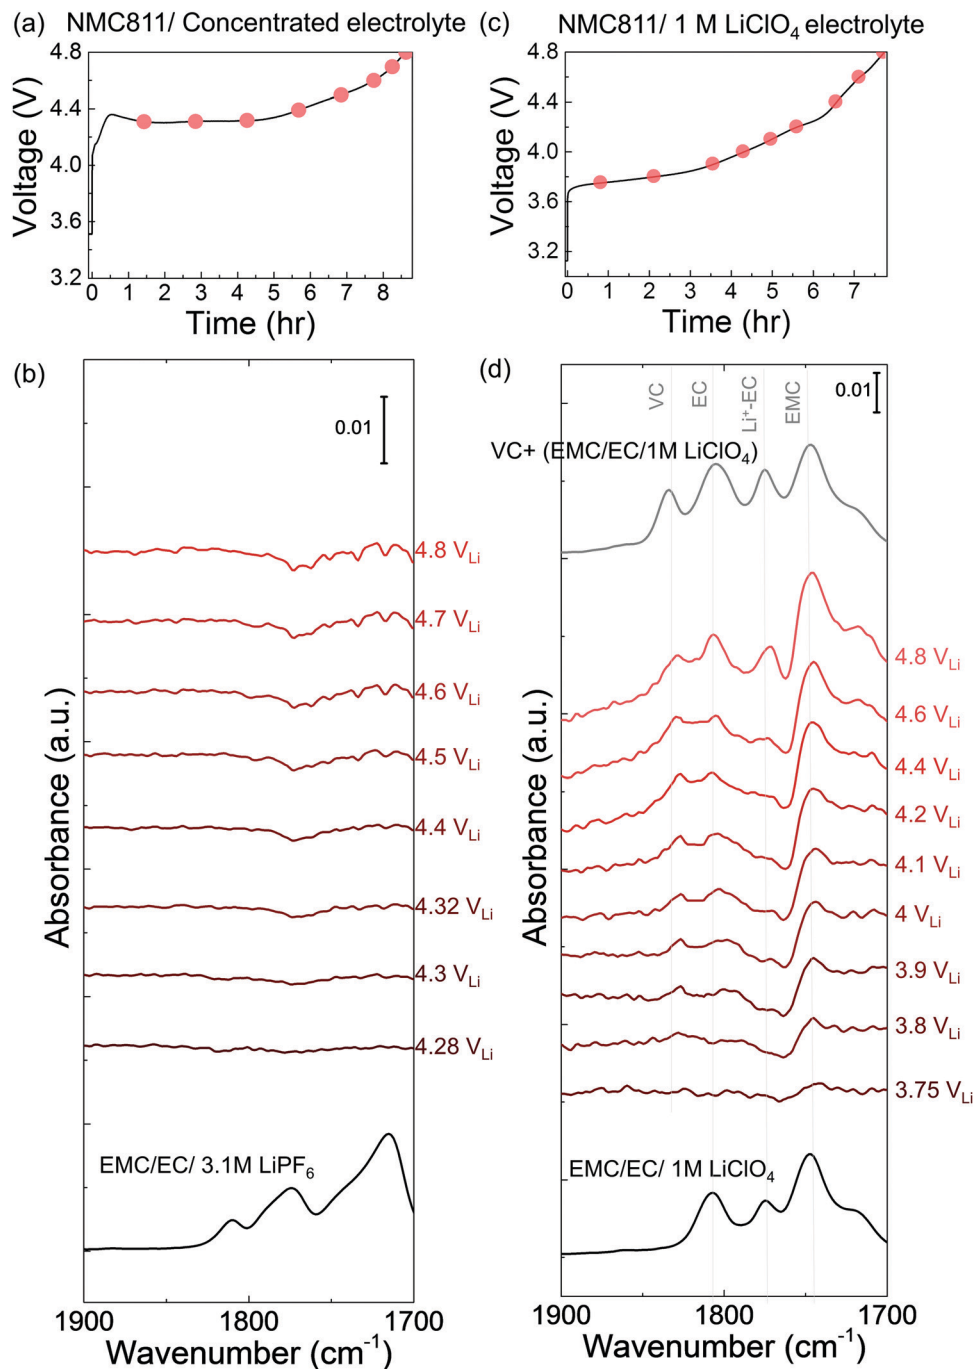 (a) NMC811/ Concentrated electrolyte
4.8
4.4
4.0
3.6
3.2
Voltage (V)
0 1 2 3 4 5 6 7 8
Time (hr)
(c) NMC811/ 1 M LiClO4 electrolyte
4.8
4.4
4.0
3.6
3.2
Voltage (V)
0 1 2 3 4 5 6 7
Time (hr)
(b)
0.01
4.8 VLi
4.7 VLi
4.6 VLi
4.5 VLi
4.4 VLi
4.32 VLi
4.3 VLi
4.28 VLi
EMC/EC/ 3.1M LiPF6
Absorbance (a.u.)
1900 1800 1700
Wavenumber (cm-1)
(d)
VC
EC
Li+-EC
EMC
0.01
VC+ (EMC/EC/1M LiClO4)
4.8 VLi
4.6 VLi
4.4 VLi
4.2 VLi
4.1 VLi
4 VLi
3.9 VLi
3.8 VLi
3.75 VLi
EMC/EC/ 1M LiClO4
Absorbance (a.u.)
1900 1800 1700
Wavenumber (cm-1)